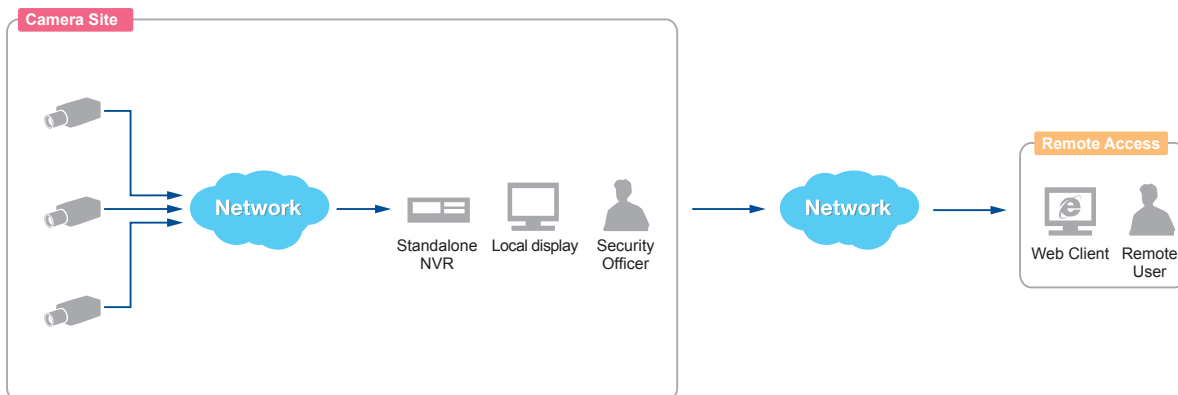 Camera Site
Network
Standalone
NVR
Local display
Security
Officer
Network
Remote Access
Web Client
Remote
User